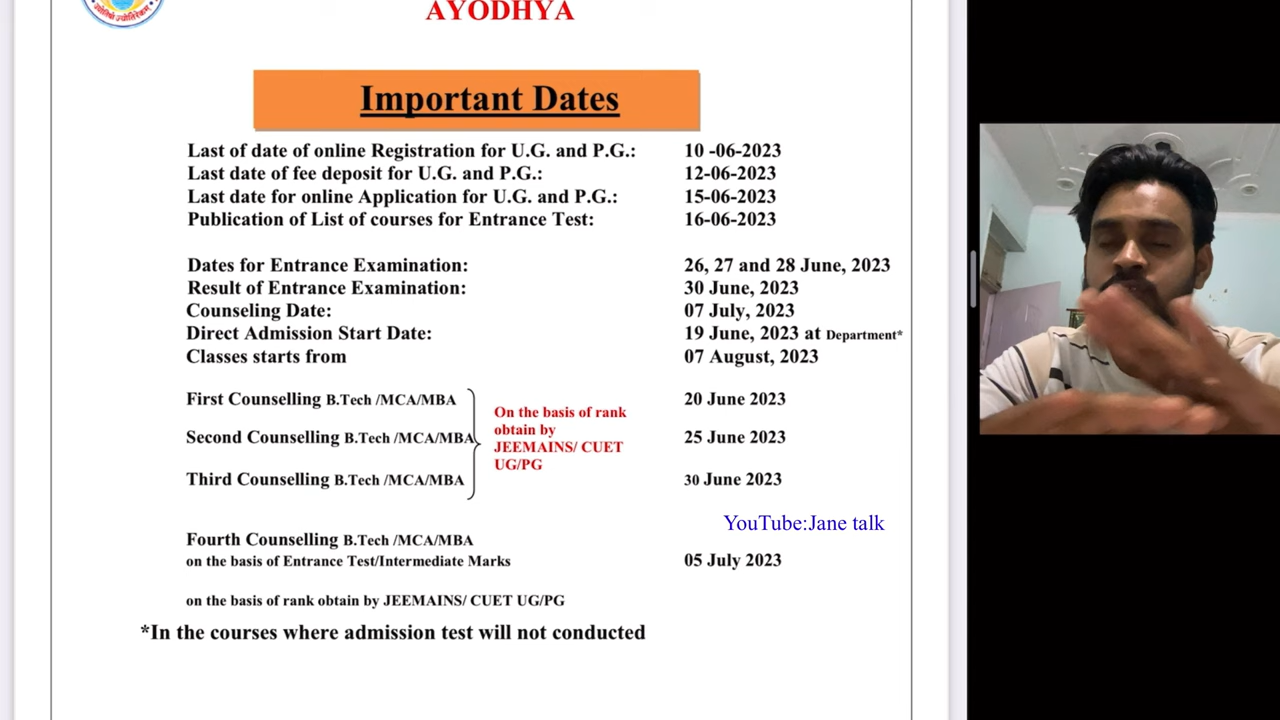 AYODHYA
Important Dates
Last of date of online Registration for U.G. and P.G.: 10 -06-2023
Last date of fee deposit for U.G. and P.G.: 12-06-2023
Last date for online Application for U.G. and P.G.: 15-06-2023
Publication of List of courses for Entrance Test: 16-06-2023
Dates for Entrance Examination: 26, 27 and 28 June, 2023
Result of Entrance Examination: 30 June, 2023
Counseling Date: 07 July, 2023
Direct Admission Start Date: 19 June, 2023 at Department*
Classes starts from 07 August, 2023
First Counselling B.Tech /MCA/MBA 20 June 2023
On the basis of rank
obtain by
Second Counselling B.Tech /MCA/MBA 25 June 2023
JEEMAINS/ CUET
UG/PG
Third Counselling B.Tech /MCA/MBA 30 June 2023
YouTube:Jane talk
Fourth Counselling B.Tech /MCA/MBA
on the basis of Entrance Test/Intermediate Marks 05 July 2023
on the basis of rank obtain by JEEMAINS/ CUET UG/PG
*In the courses where admission test will not conducted